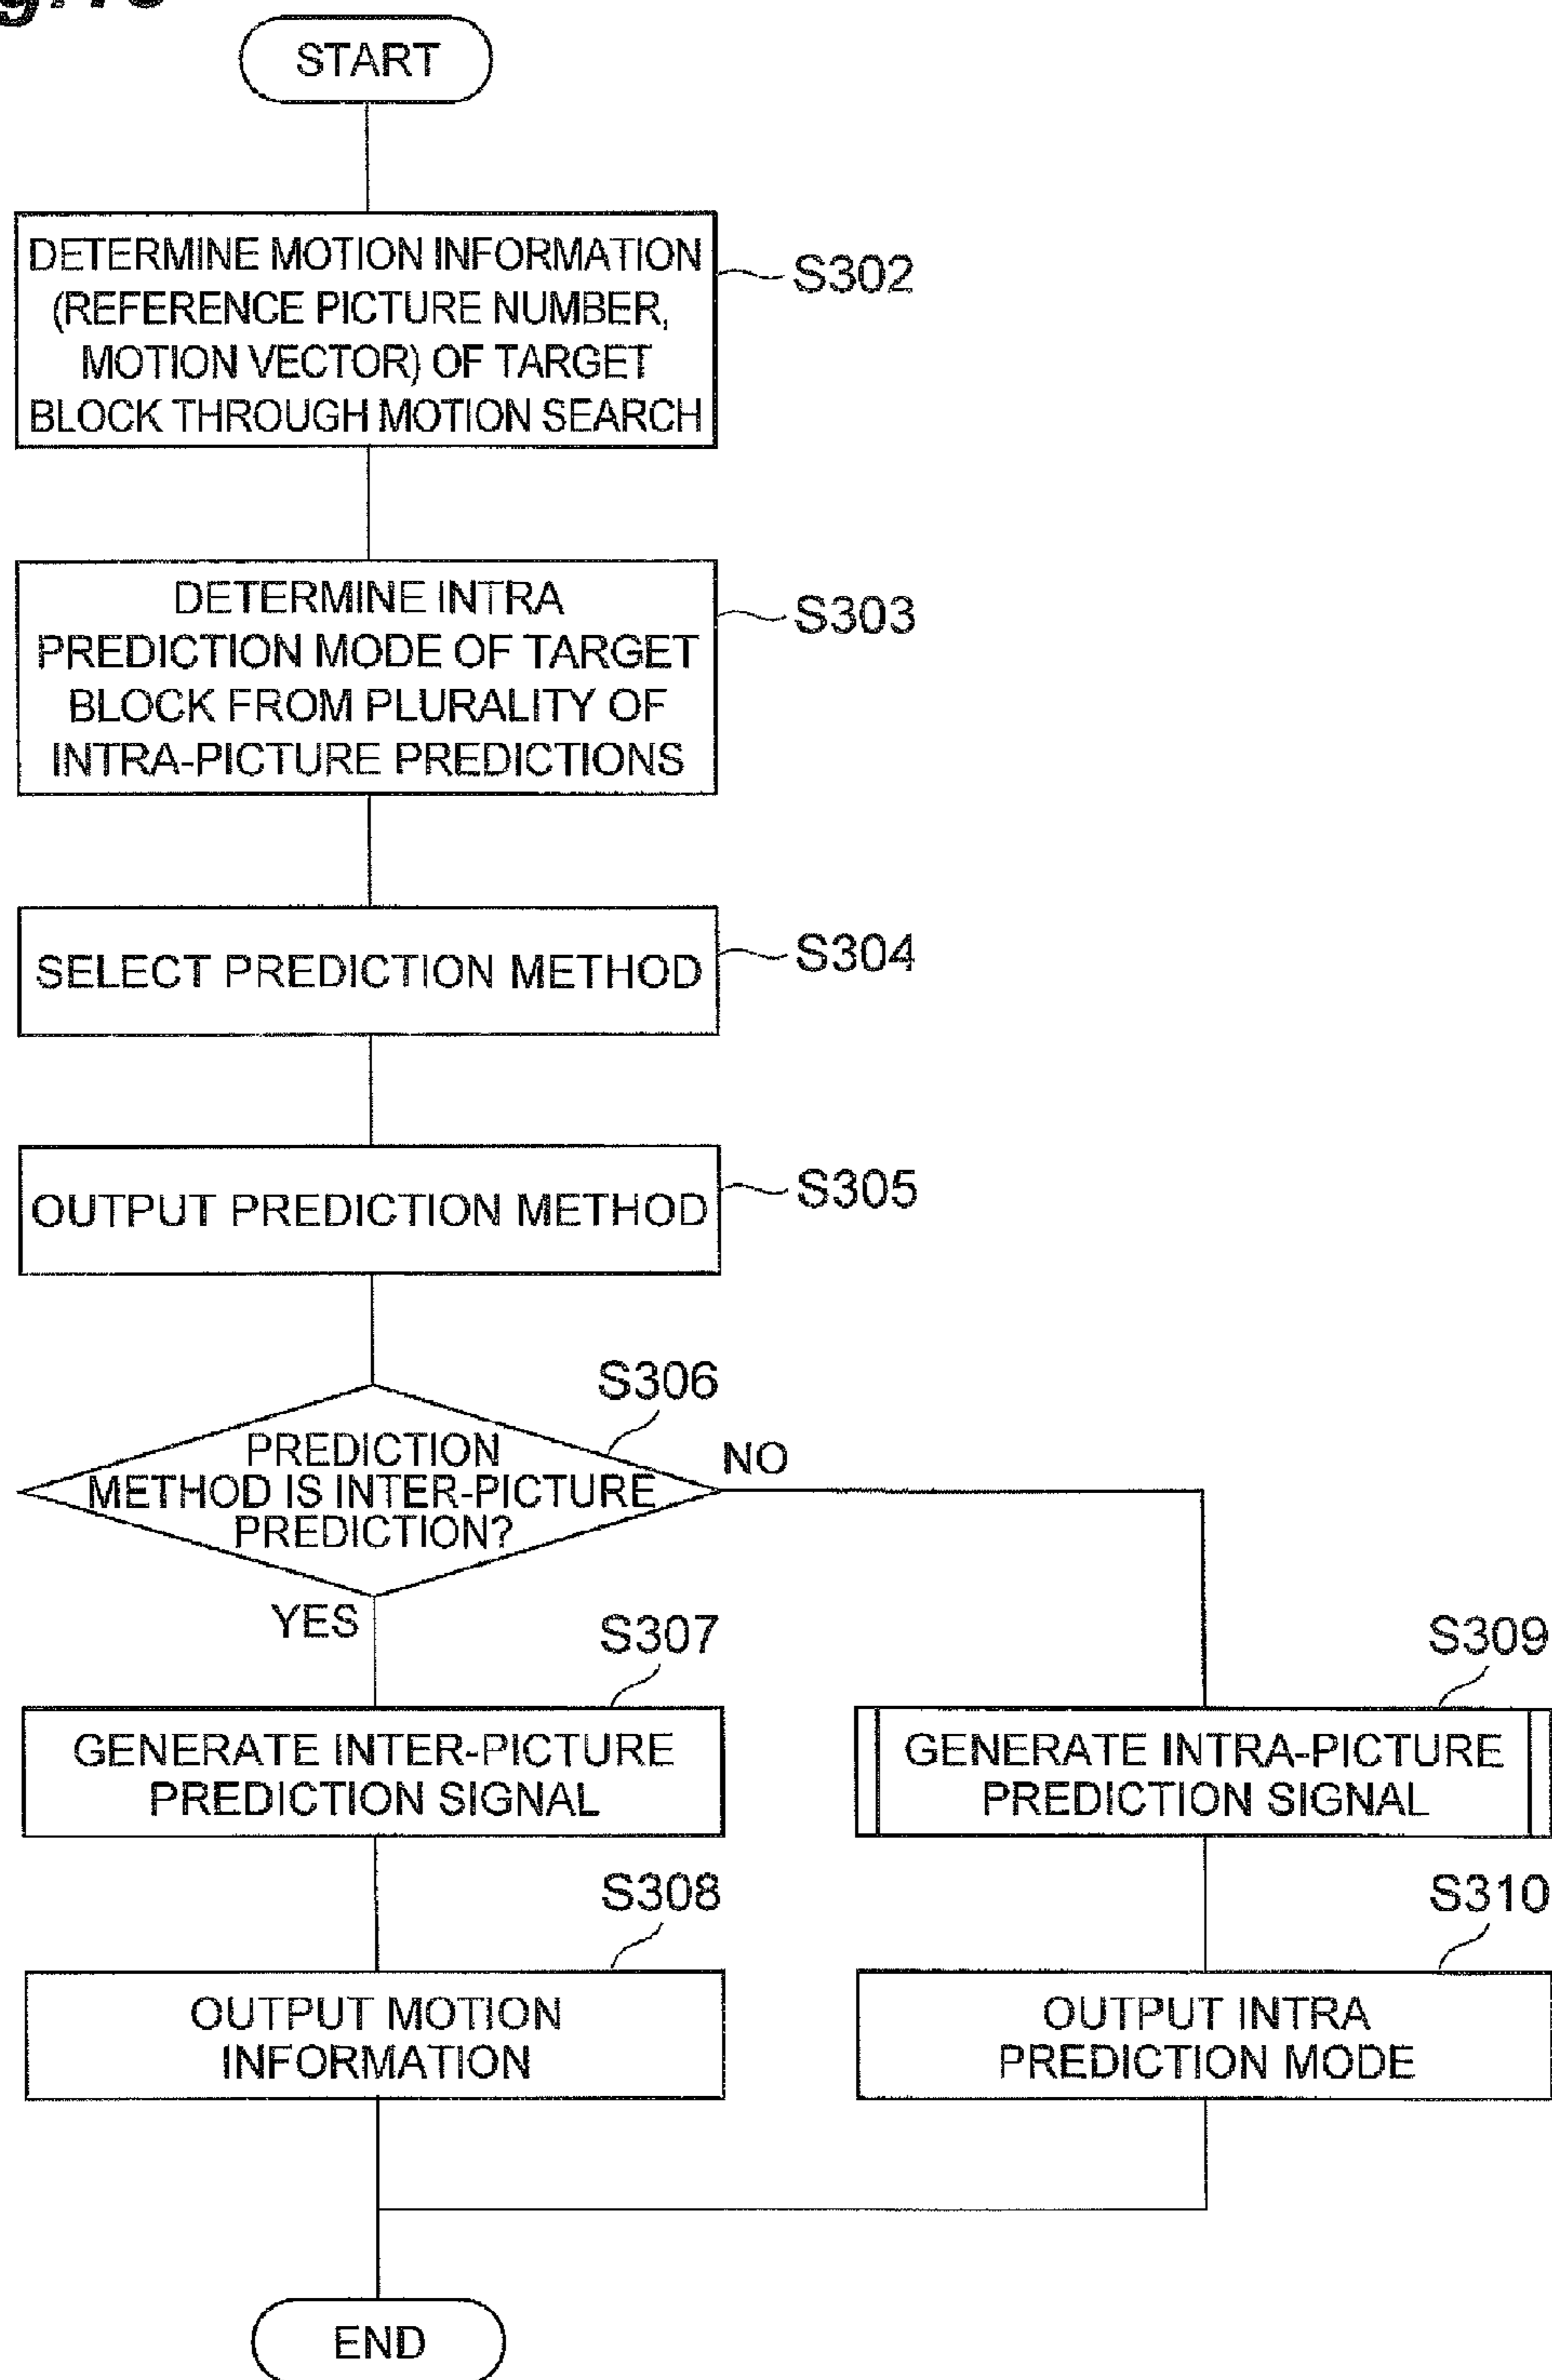 START
DETERMINE MOTION INFORMATION
(REFERENCE PICTURE NUMBER,
MOTION VECTOR) OF TARGET
BLOCK THROUGH MOTION SEARCH
S302
DETERMINE INTRA
PREDICTION MODE OF TARGET
BLOCK FROM PLURALITY OF
INTRA-PICTURE PREDICTIONS
S303
SELECT PREDICTION METHOD
S304
OUTPUT PREDICTION METHOD
S305
S306
PREDICTION
METHOD IS INTER-PICTURE
PREDICTION?
NO
YES
S307
GENERATE INTER-PICTURE
PREDICTION SIGNAL
S309
GENERATE INTRA-PICTURE
PREDICTION SIGNAL
S308
OUTPUT MOTION
INFORMATION
S310
OUTPUT INTRA
PREDICTION MODE
END